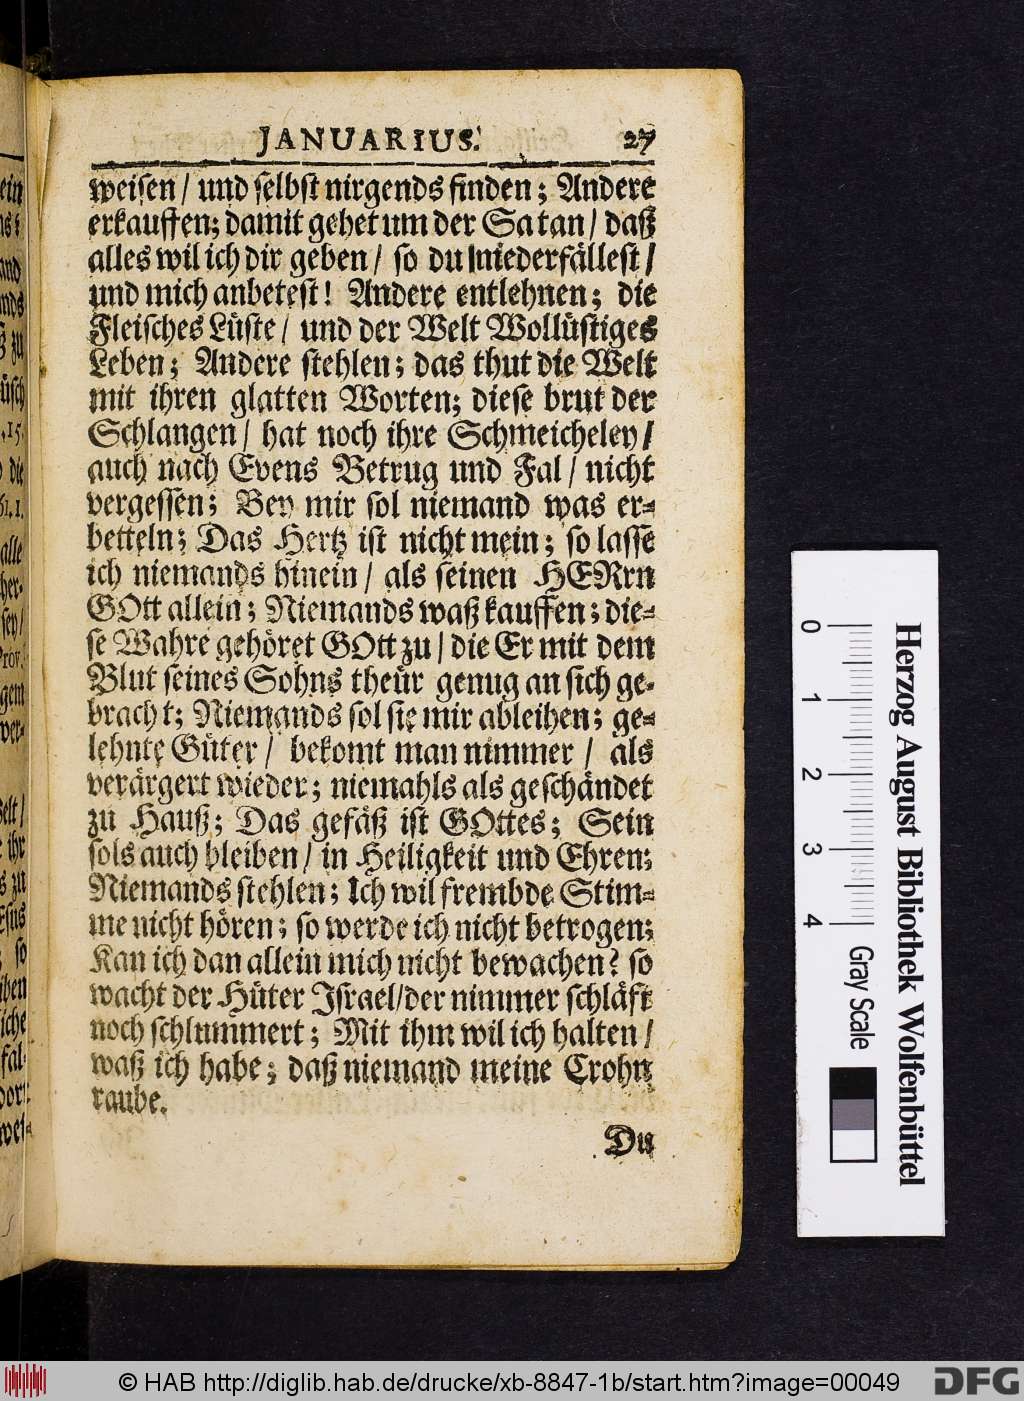 JANUARIUS. 27
weisen / und selbst nirgends finden; Andere
erkauffen; damit gehet um der Satan / daß
alles wil ich dir geben / so du niederfällest /
und mich anbetest! Andere entlehnen; die
Fleisches Lüste / und der Welt Wollüstiges
Leben; Andere stehlen; das thut die Welt
mit ihren glatten Worten; diese brut der
Schlangen / hat noch ihre Schmeicheley /
auch nach Evens Betrug und Fal / nicht
vergessen; Bey mir sol niemand was er-
betteln; Das Hertz ist nicht mein; so lasse
ich niemands hinein / als seinen HERrn
GOtt allein; Niemands waß kauffen; die-
se Wahre gehöret GOtt zu / die Er mit dem
Blut seines Sohns theur genug an sich ge-
bracht; Niemands sol sie mir ableihen; ge-
lehnte Güter / bekomt man nimmer / als
verärgert wieder; niemahls als geschändet
zu Hauß; Das gefäß ist GOttes; Sein
sols auch bleiben / in Heiligkeit und Ehren;
Niemands stehlen; Ich wil frembde Stim-
me nicht hören; so werde ich nicht betrogen;
Kan ich dan allein mich nicht bewachen? so
wacht der Hüter Israel / der nimmer schläft
noch schlummert; Mit ihm wil ich halten /
waß ich habe; daß niemand meine Crohn
raube.
Du
0 1 2 3 4
Gray Scale
Herzog August Bibliothek Wolfenbüttel
© HAB http://diglib.hab.de/drucke/xb-8847-1b/start.htm?image=00049
DFG